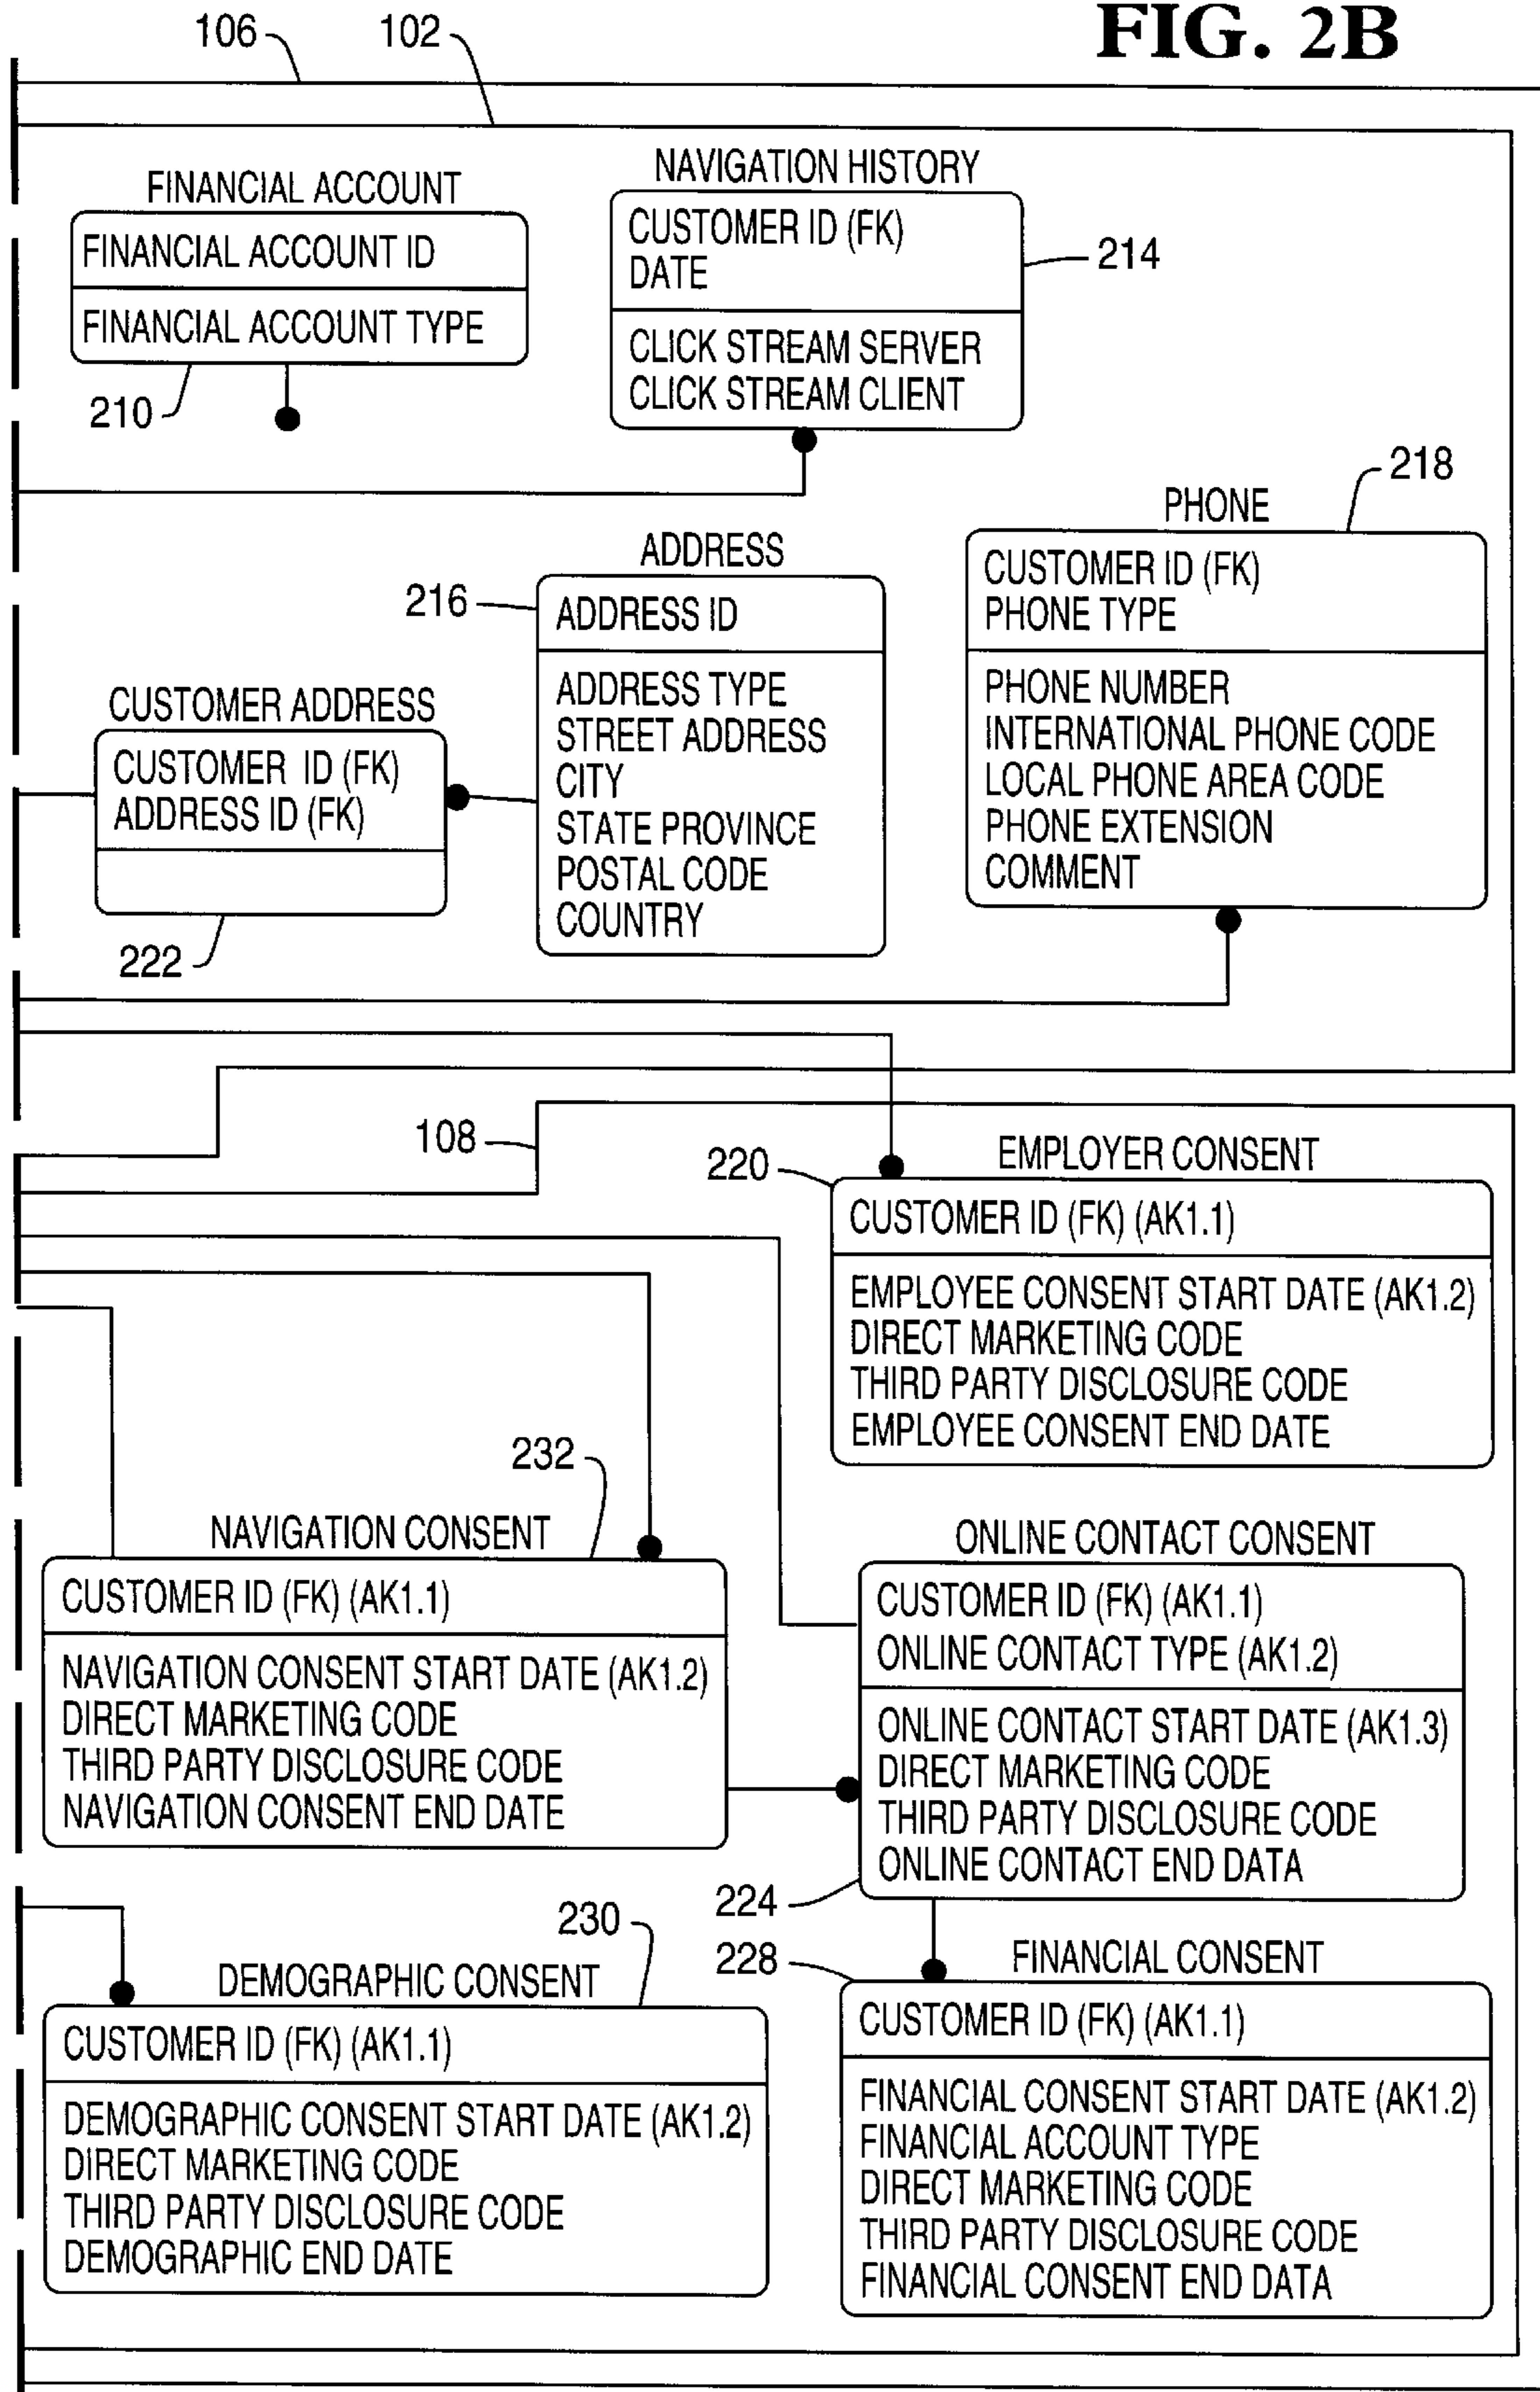 FIG. 2B
106
102
FINANCIAL ACCOUNT
FINANCIAL ACCOUNT ID
FINANCIAL ACCOUNT TYPE
210
NAVIGATION HISTORY
CUSTOMER ID (FK)
DATE
CLICK STREAM SERVER
CLICK STREAM CLIENT
214
218
PHONE
CUSTOMER ID (FK)
PHONE TYPE
PHONE NUMBER
INTERNATIONAL PHONE CODE
LOCAL PHONE AREA CODE
PHONE EXTENSION
COMMENT
ADDRESS
216
ADDRESS ID
ADDRESS TYPE
STREET ADDRESS
CITY
STATE PROVINCE
POSTAL CODE
COUNTRY
CUSTOMER ADDRESS
CUSTOMER ID (FK)
ADDRESS ID (FK)
222
108
220
EMPLOYER CONSENT
CUSTOMER ID (FK) (AK1.1)
EMPLOYEE CONSENT START DATE (AK1.2)
DIRECT MARKETING CODE
THIRD PARTY DISCLOSURE CODE
EMPLOYEE CONSENT END DATE
232
NAVIGATION CONSENT
CUSTOMER ID (FK) (AK1.1)
NAVIGATION CONSENT START DATE (AK1.2)
DIRECT MARKETING CODE
THIRD PARTY DISCLOSURE CODE
NAVIGATION CONSENT END DATE
ONLINE CONTACT CONSENT
CUSTOMER ID (FK) (AK1.1)
ONLINE CONTACT TYPE (AK1.2)
ONLINE CONTACT START DATE (AK1.3)
DIRECT MARKETING CODE
THIRD PARTY DISCLOSURE CODE
ONLINE CONTACT END DATA
224
230
DEMOGRAPHIC CONSENT
CUSTOMER ID (FK) (AK1.1)
DEMOGRAPHIC CONSENT START DATE (AK1.2)
DIRECT MARKETING CODE
THIRD PARTY DISCLOSURE CODE
DEMOGRAPHIC END DATE
228
FINANCIAL CONSENT
CUSTOMER ID (FK) (AK1.1)
FINANCIAL CONSENT START DATE (AK1.2)
FINANCIAL ACCOUNT TYPE
DIRECT MARKETING CODE
THIRD PARTY DISCLOSURE CODE
FINANCIAL CONSENT END DATA